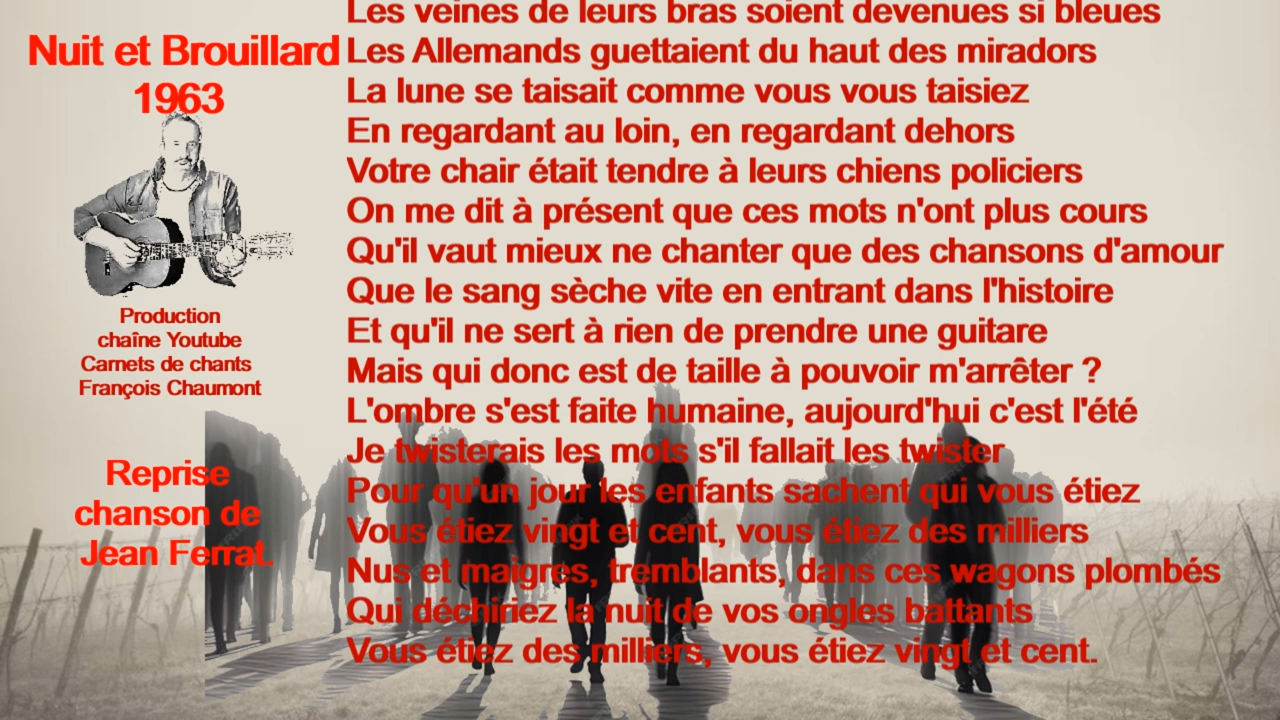 Nuit et Brouillard
1963
Production
chaîne Youtube
Carnets de chants
François Chaumont
Reprise
chanson de
Jean Ferrat.
Les veines de leurs bras soient devenues si bleues
Les Allemands guettaient du haut des miradors
La lune se taisait comme vous vous taisiez
En regardant au loin, en regardant dehors
Votre chair était tendre à leurs chiens policiers
On me dit à présent que ces mots n'ont plus cours
Qu'il vaut mieux ne chanter que des chansons d'amour
Que le sang sèche vite en entrant dans l'histoire
Et qu'il ne sert à rien de prendre une guitare
Mais qui donc est de taille à pouvoir m'arrêter ?
L'ombre s'est faite humaine, aujourd'hui c'est l'été
Je twisterais les mots s'il fallait les twister
Pour qu'un jour les enfants sachent qui vous étiez
Vous étiez vingt et cent, vous étiez des milliers
Nus et maigres, tremblants, dans ces wagons plombés
Qui déchiriez la nuit de vos ongles battants
Vous étiez des milliers, vous étiez vingt et cent.